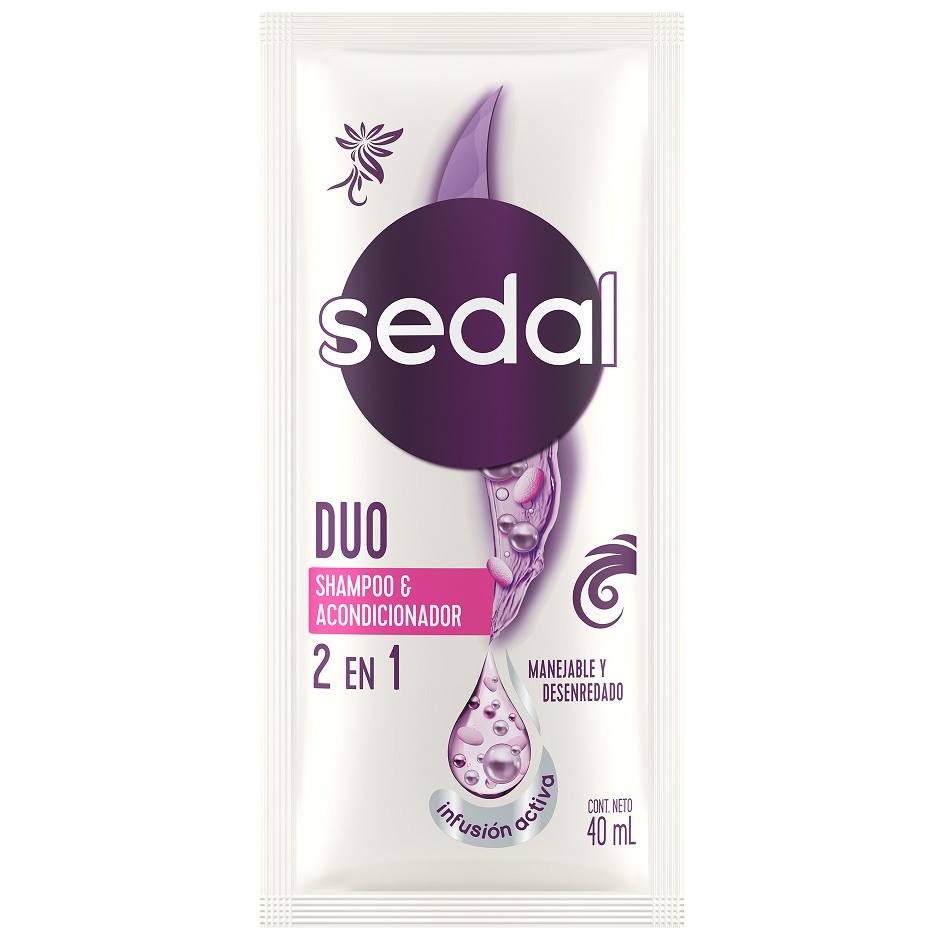 sedal
DUO
SHAMPOO &
ACONDICIONADOR
2 EN 1
MANEJABLE Y
DESENREDADO
infusión activa
CONT. NETO
40 mL